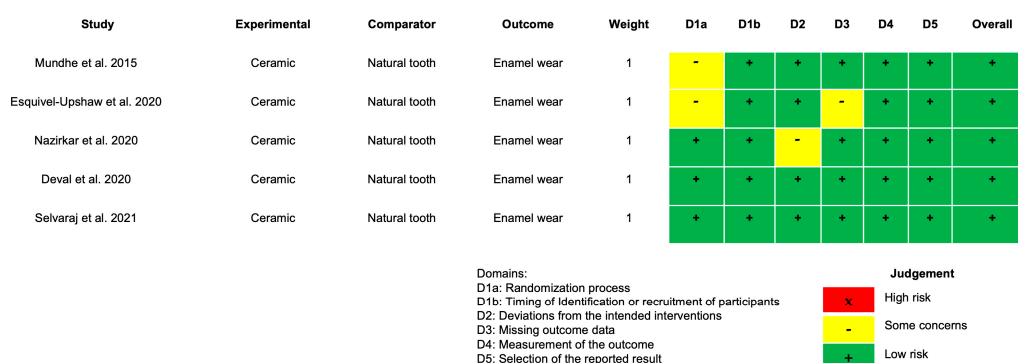 Study Experimental Comparator Outcome Weight D1a D1b D2 D3 D4 D5 Overall
Mundhe et al. 2015 Ceramic Natural tooth Enamel wear 1 - + + + + + +
Esquivel-Upshaw et al. 2020 Ceramic Natural tooth Enamel wear 1 - + + - + + +
Nazirkar et al. 2020 Ceramic Natural tooth Enamel wear 1 + + - + + + +
Deval et al. 2020 Ceramic Natural tooth Enamel wear 1 + + + + + + +
Selvaraj et al. 2021 Ceramic Natural tooth Enamel wear 1 + + + + + + +
Domains:
D1a: Randomization process
D1b: Timing of Identification or recruitment of participants
D2: Deviations from the intended interventions
D3: Missing outcome data
D4: Measurement of the outcome
D5: Selection of the reported result
Judgement
x High risk
- Some concerns
+ Low risk